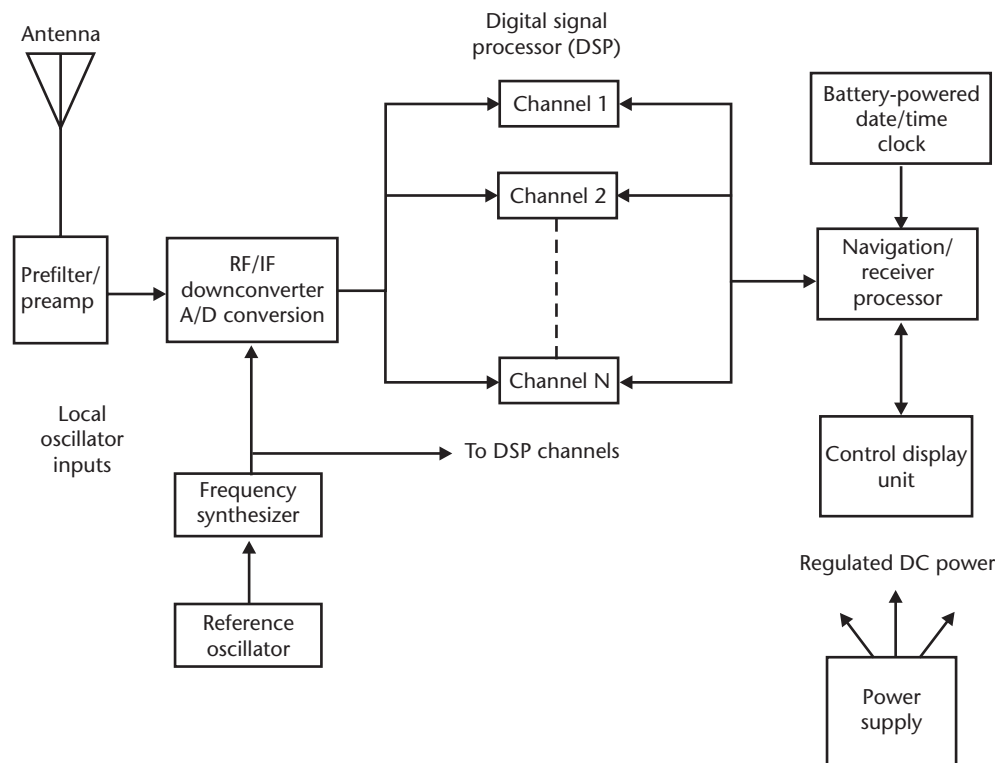 Antenna
Digital signal
processor (DSP)
Channel 1
Battery-powered
date/time
clock
Channel 2
Prefilter/
preamp
RF/IF
downconverter
A/D conversion
Navigation/
receiver
processor
Channel N
Local
oscillator
inputs
To DSP channels
Control display
unit
Frequency
synthesizer
Reference
oscillator
Regulated DC power
Power
supply